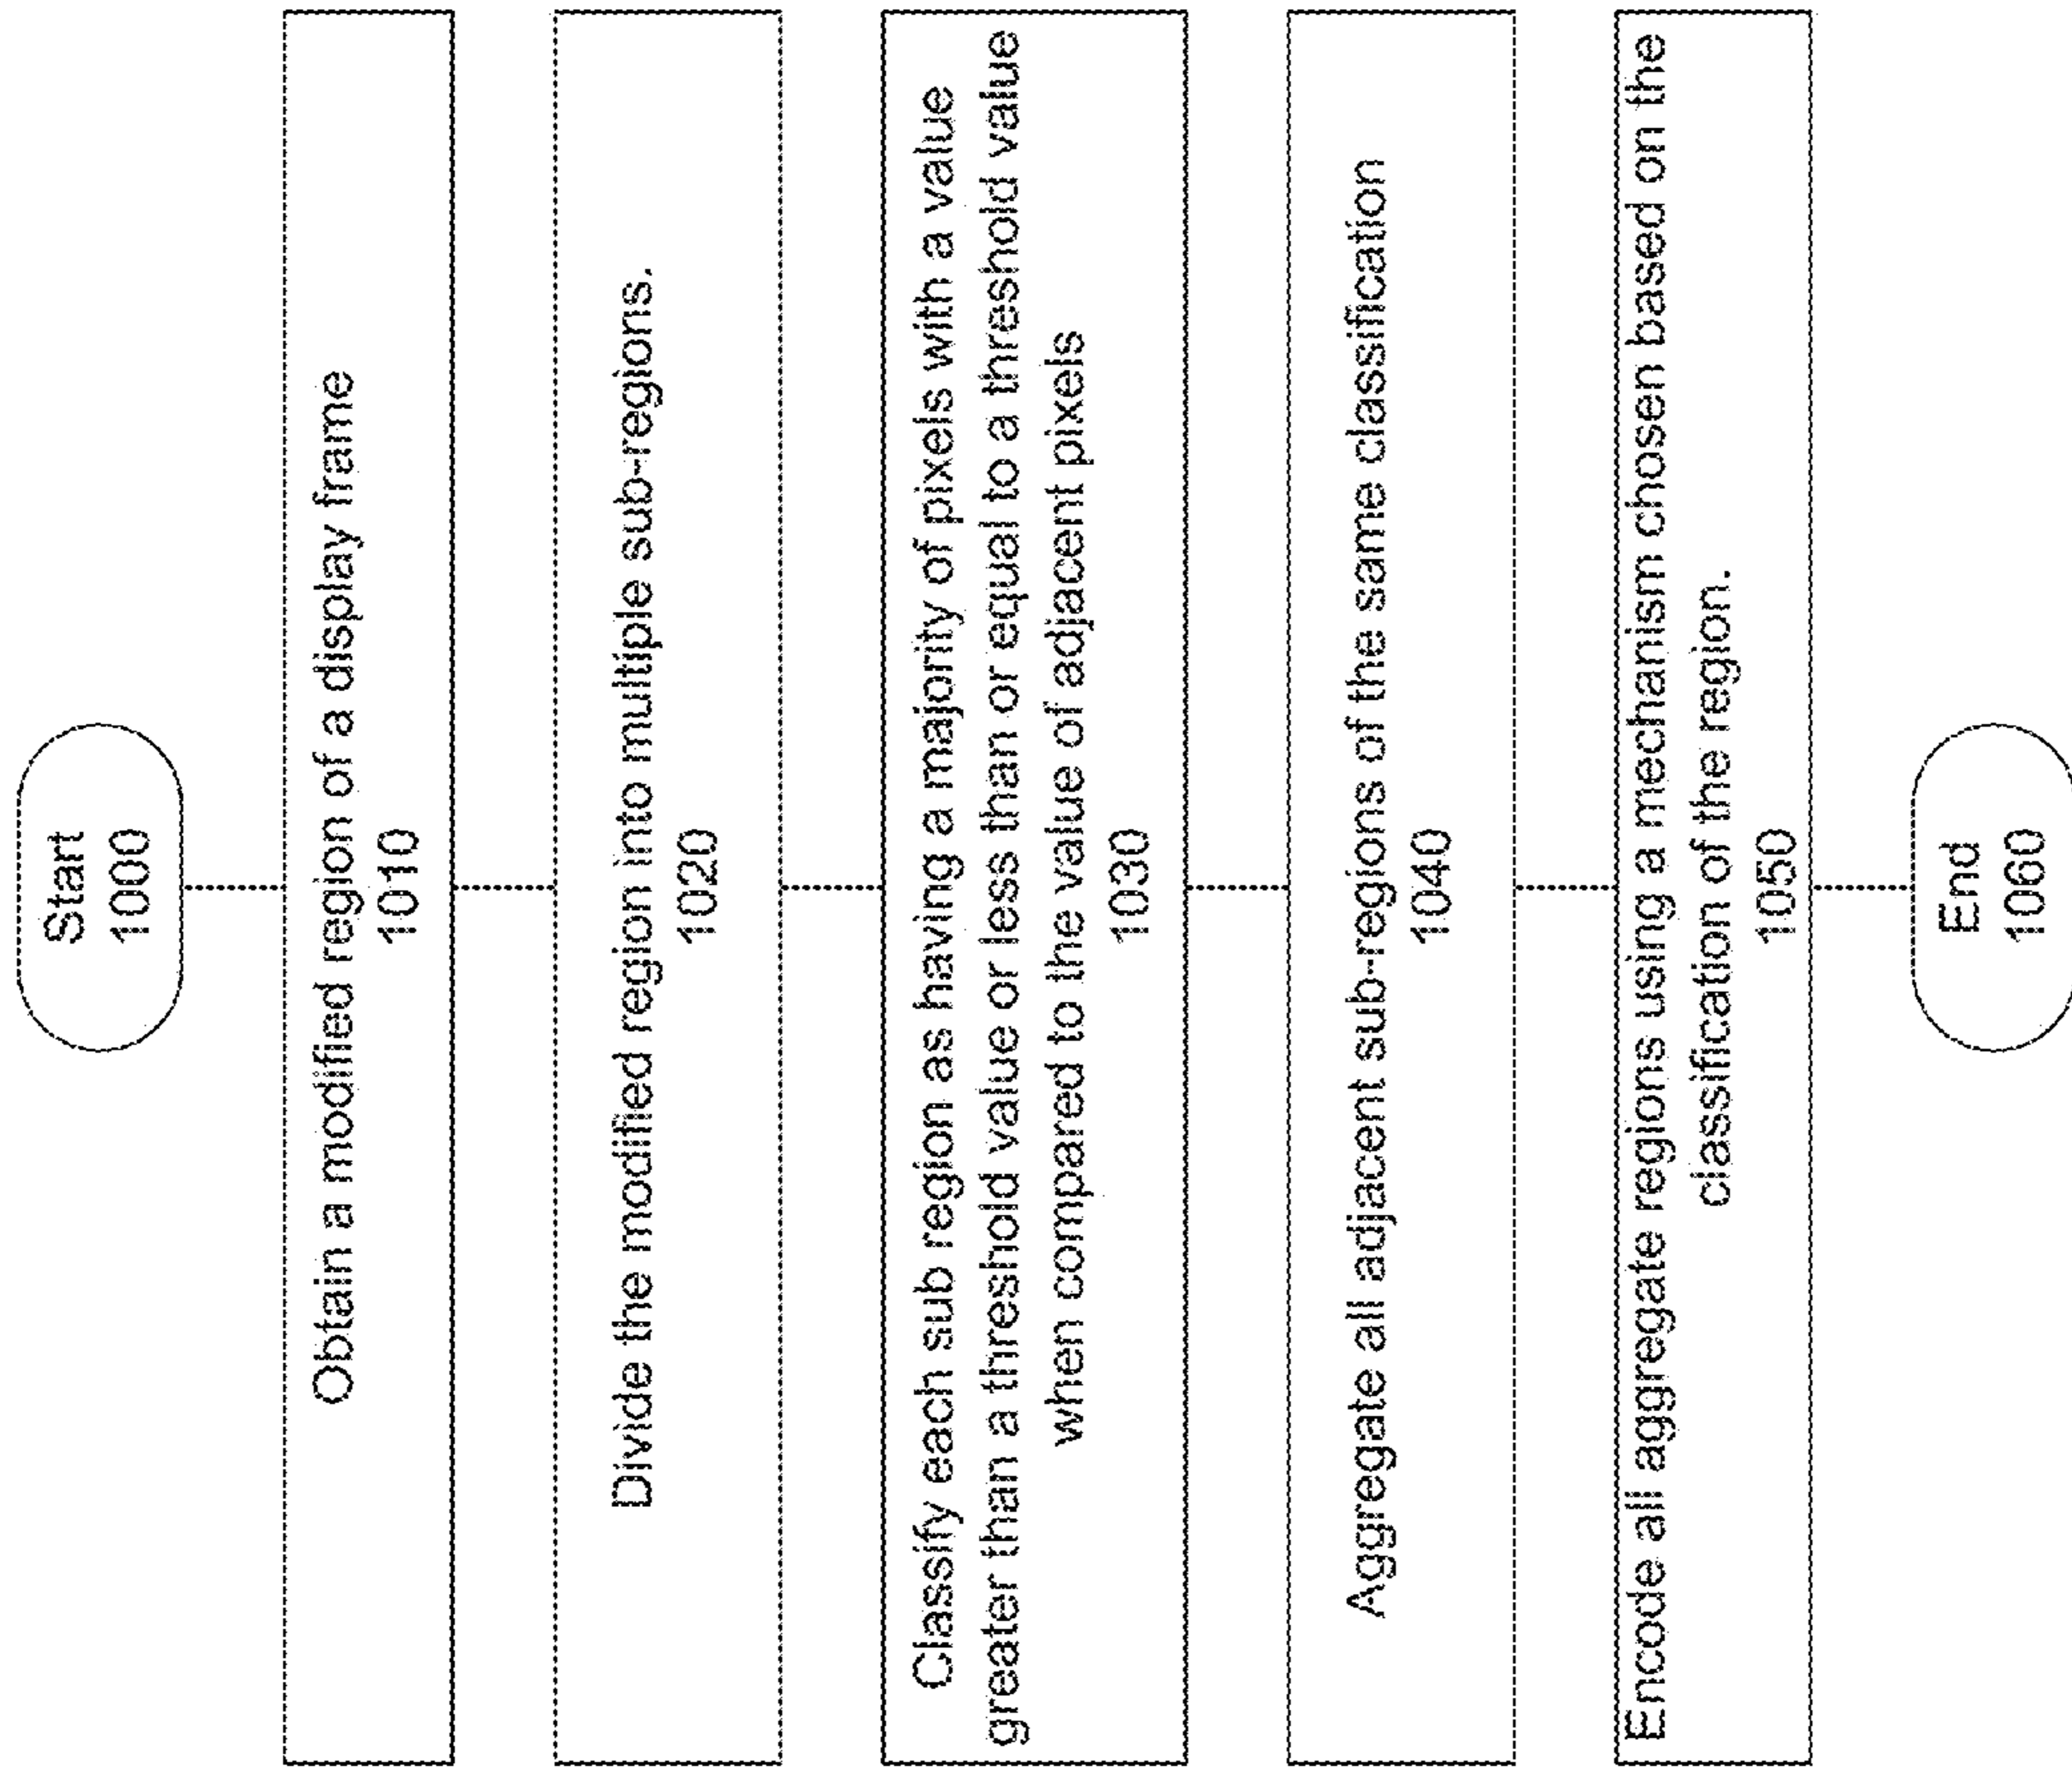 Start
1000
Obtain a modified region of a display frame
1010
Divide the modified region into multiple sub-regions.
1020
Classify each sub region as having a majority of pixels with a value
greater than a threshold value or less than or equal to a threshold value
when compared to the value of adjacent pixels
1030
Aggregate all adjacent sub-regions of the same classification
1040
Encode all aggregate regions using a mechanism chosen based on the
classification of the region.
1050
End
1060